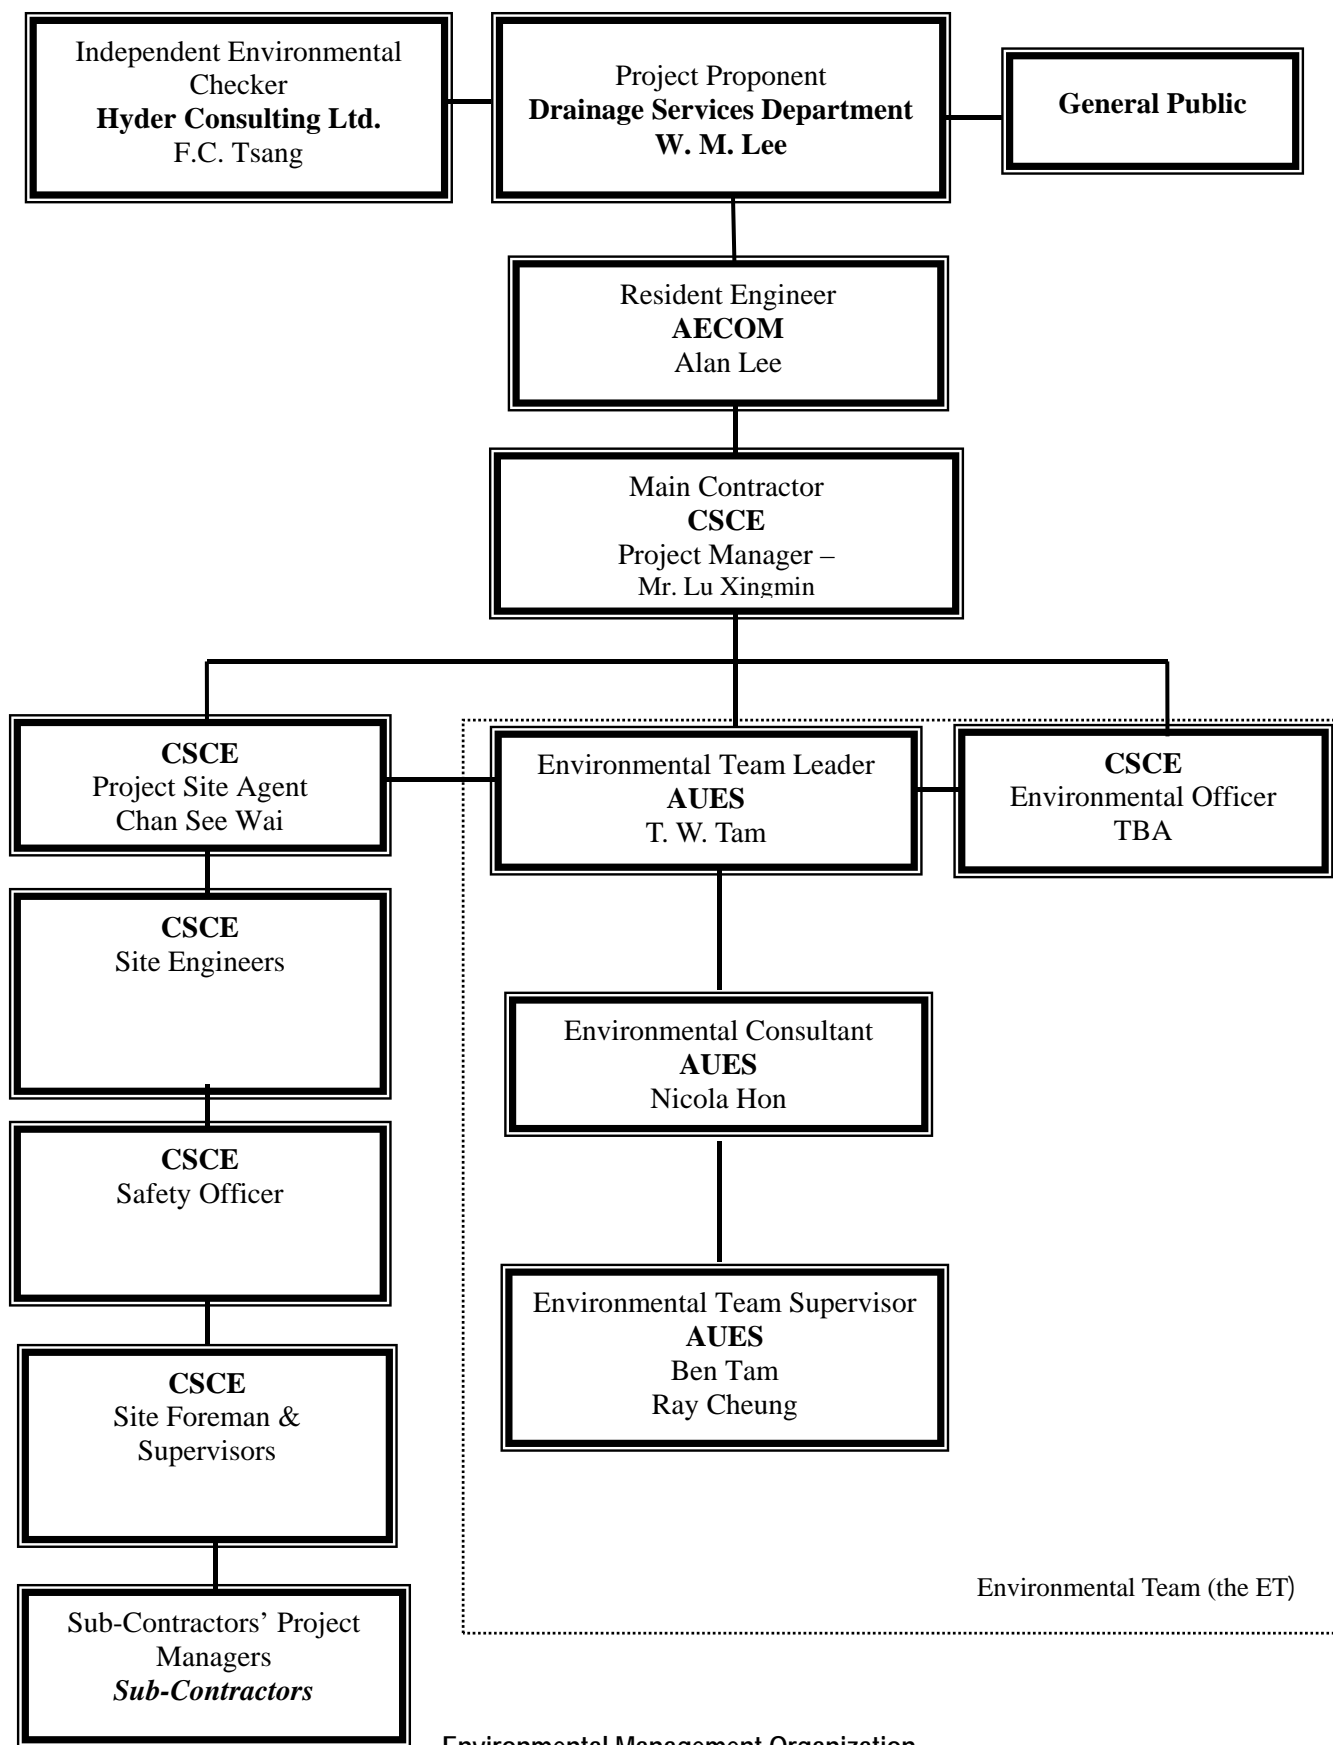 Independent Environmental
Checker
Hyder Consulting Ltd.
F.C. Tsang
Project Proponent
Drainage Services Department
W. M. Lee
General Public
Resident Engineer
AECOM
Alan Lee
Main Contractor
CSCE
Project Manager –
Mr. Lu Xingmin
CSCE
Project Site Agent
Chan See Wai
Environmental Team Leader
AUES
T. W. Tam
CSCE
Environmental Officer
TBA
CSCE
Site Engineers
Environmental Consultant
AUES
Nicola Hon
CSCE
Safety Officer
Environmental Team Supervisor
AUES
Ben Tam
Ray Cheung
CSCE
Site Foreman &
Supervisors
Environmental Team (the ET)
Sub-Contractors’ Project
Managers
Sub-Contractors
Environmental Management Organization